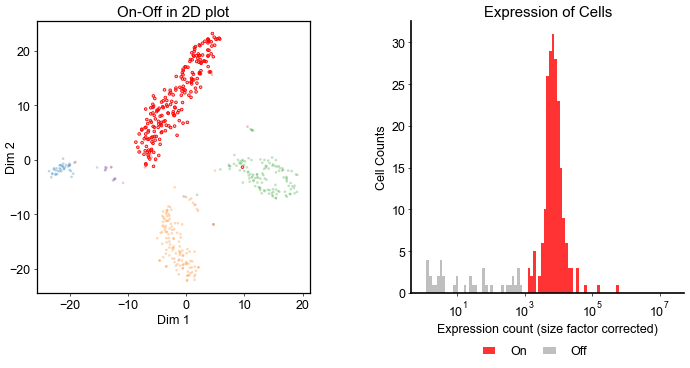 On-Off in 2D plot
Expression of Cells
Dim 2
20
10
0
−10
−20
−20
−10
0
10
20
Dim 1
Cell Counts
30
25
20
15
10
5
0
10^1
10^3
10^5
10^7
Expression count (size factor corrected)
On
Off